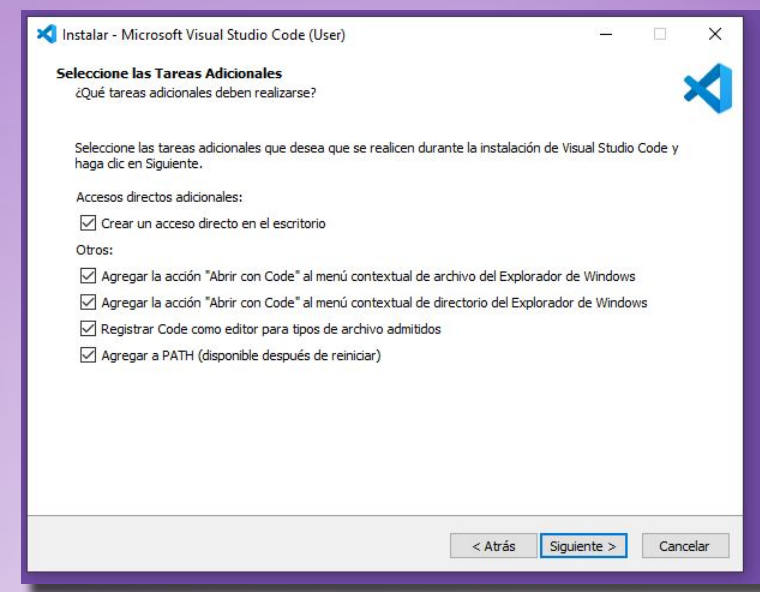 Instalar - Microsoft Visual Studio Code (User)
Seleccione las Tareas Adicionales
¿Qué tareas adicionales deben realizarse?
Seleccione las tareas adicionales que desea que se realicen durante la instalación de Visual Studio Code y
haga clic en Siguiente.
Accesos directos adicionales:
Crear un acceso directo en el escritorio
Otros:
Agregar la acción "Abrir con Code" al menú contextual de archivo del Explorador de Windows
Agregar la acción "Abrir con Code" al menú contextual de directorio del Explorador de Windows
Registrar Code como editor para tipos de archivo admitidos
Agregar a PATH (disponible después de reiniciar)
< Atrás Siguiente > Cancelar